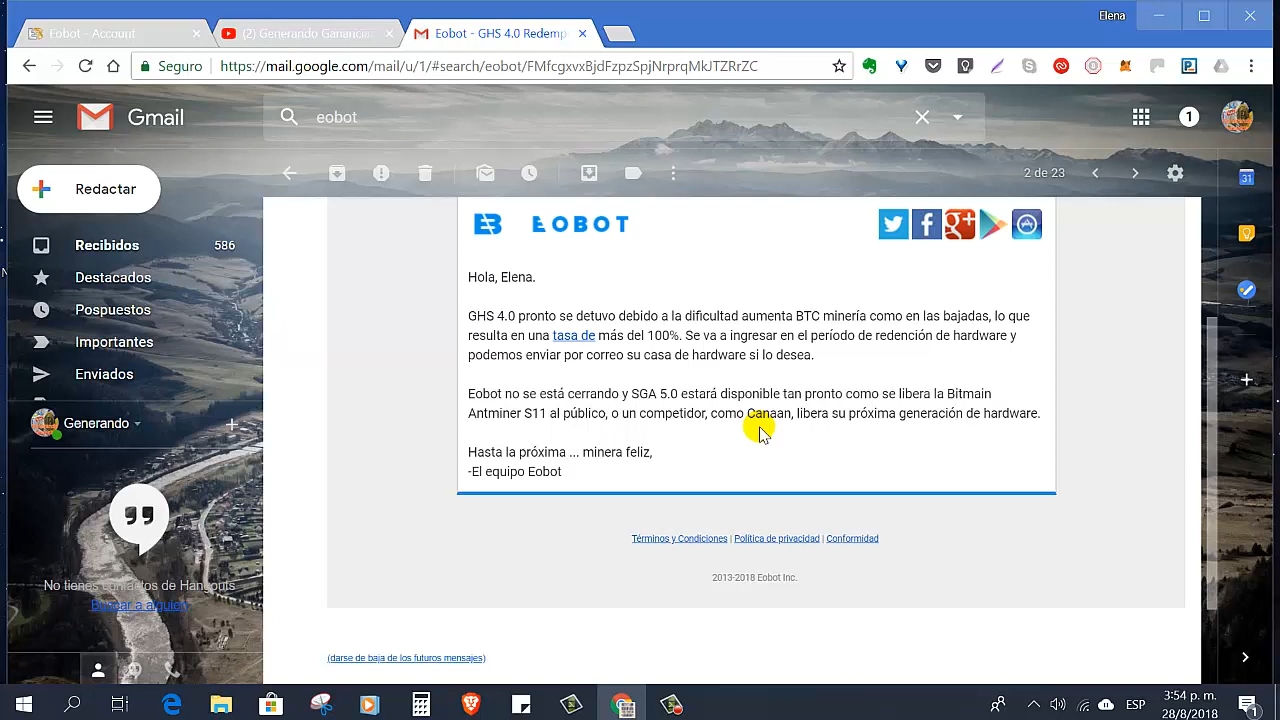 Elena
Eobot - Account
(2) Generando Ganancia
Eobot - GHS 4.0 Redemp
Seguro
https://mail.google.com/mail/u/1/#search/eobot/FMfcgxvxBjdFzpzSpjNrprqMkJTZRrZC
Gmail
eobot
1
Redactar
2 de 23
31
Recibidos 586
Destacados
Pospuestos
Importantes
Enviados
Generando
No tienes contactos de Hangouts
Buscar a alguien
EOBOT
Hola, Elena.
GHS 4.0 pronto se detuvo debido a la dificultad aumenta BTC minería como en las bajadas, lo que
resulta en una tasa de más del 100%. Se va a ingresar en el período de redención de hardware y
podemos enviar por correo su casa de hardware si lo desea.
Eobot no se está cerrando y SGA 5.0 estará disponible tan pronto como se libera la Bitmain
Antminer S11 al público, o un competidor, como Canaan, libera su próxima generación de hardware.
Hasta la próxima ... minera feliz,
-El equipo Eobot
Términos y Condiciones | Política de privacidad | Conformidad
2013-2018 Eobot Inc.
(darse de baja de los futuros mensajes)
ESP
3:54 p. m.
28/8/2018
1